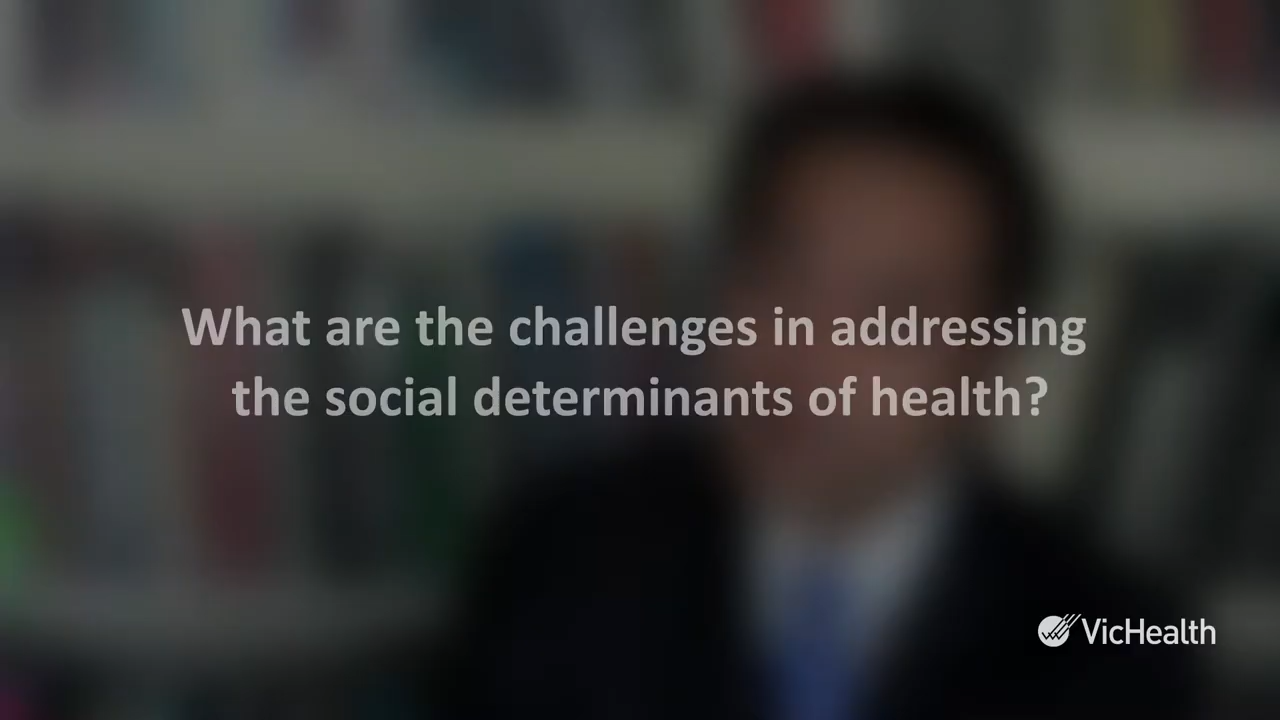 What are the challenges in addressing
the social determinants of health?
VicHealth